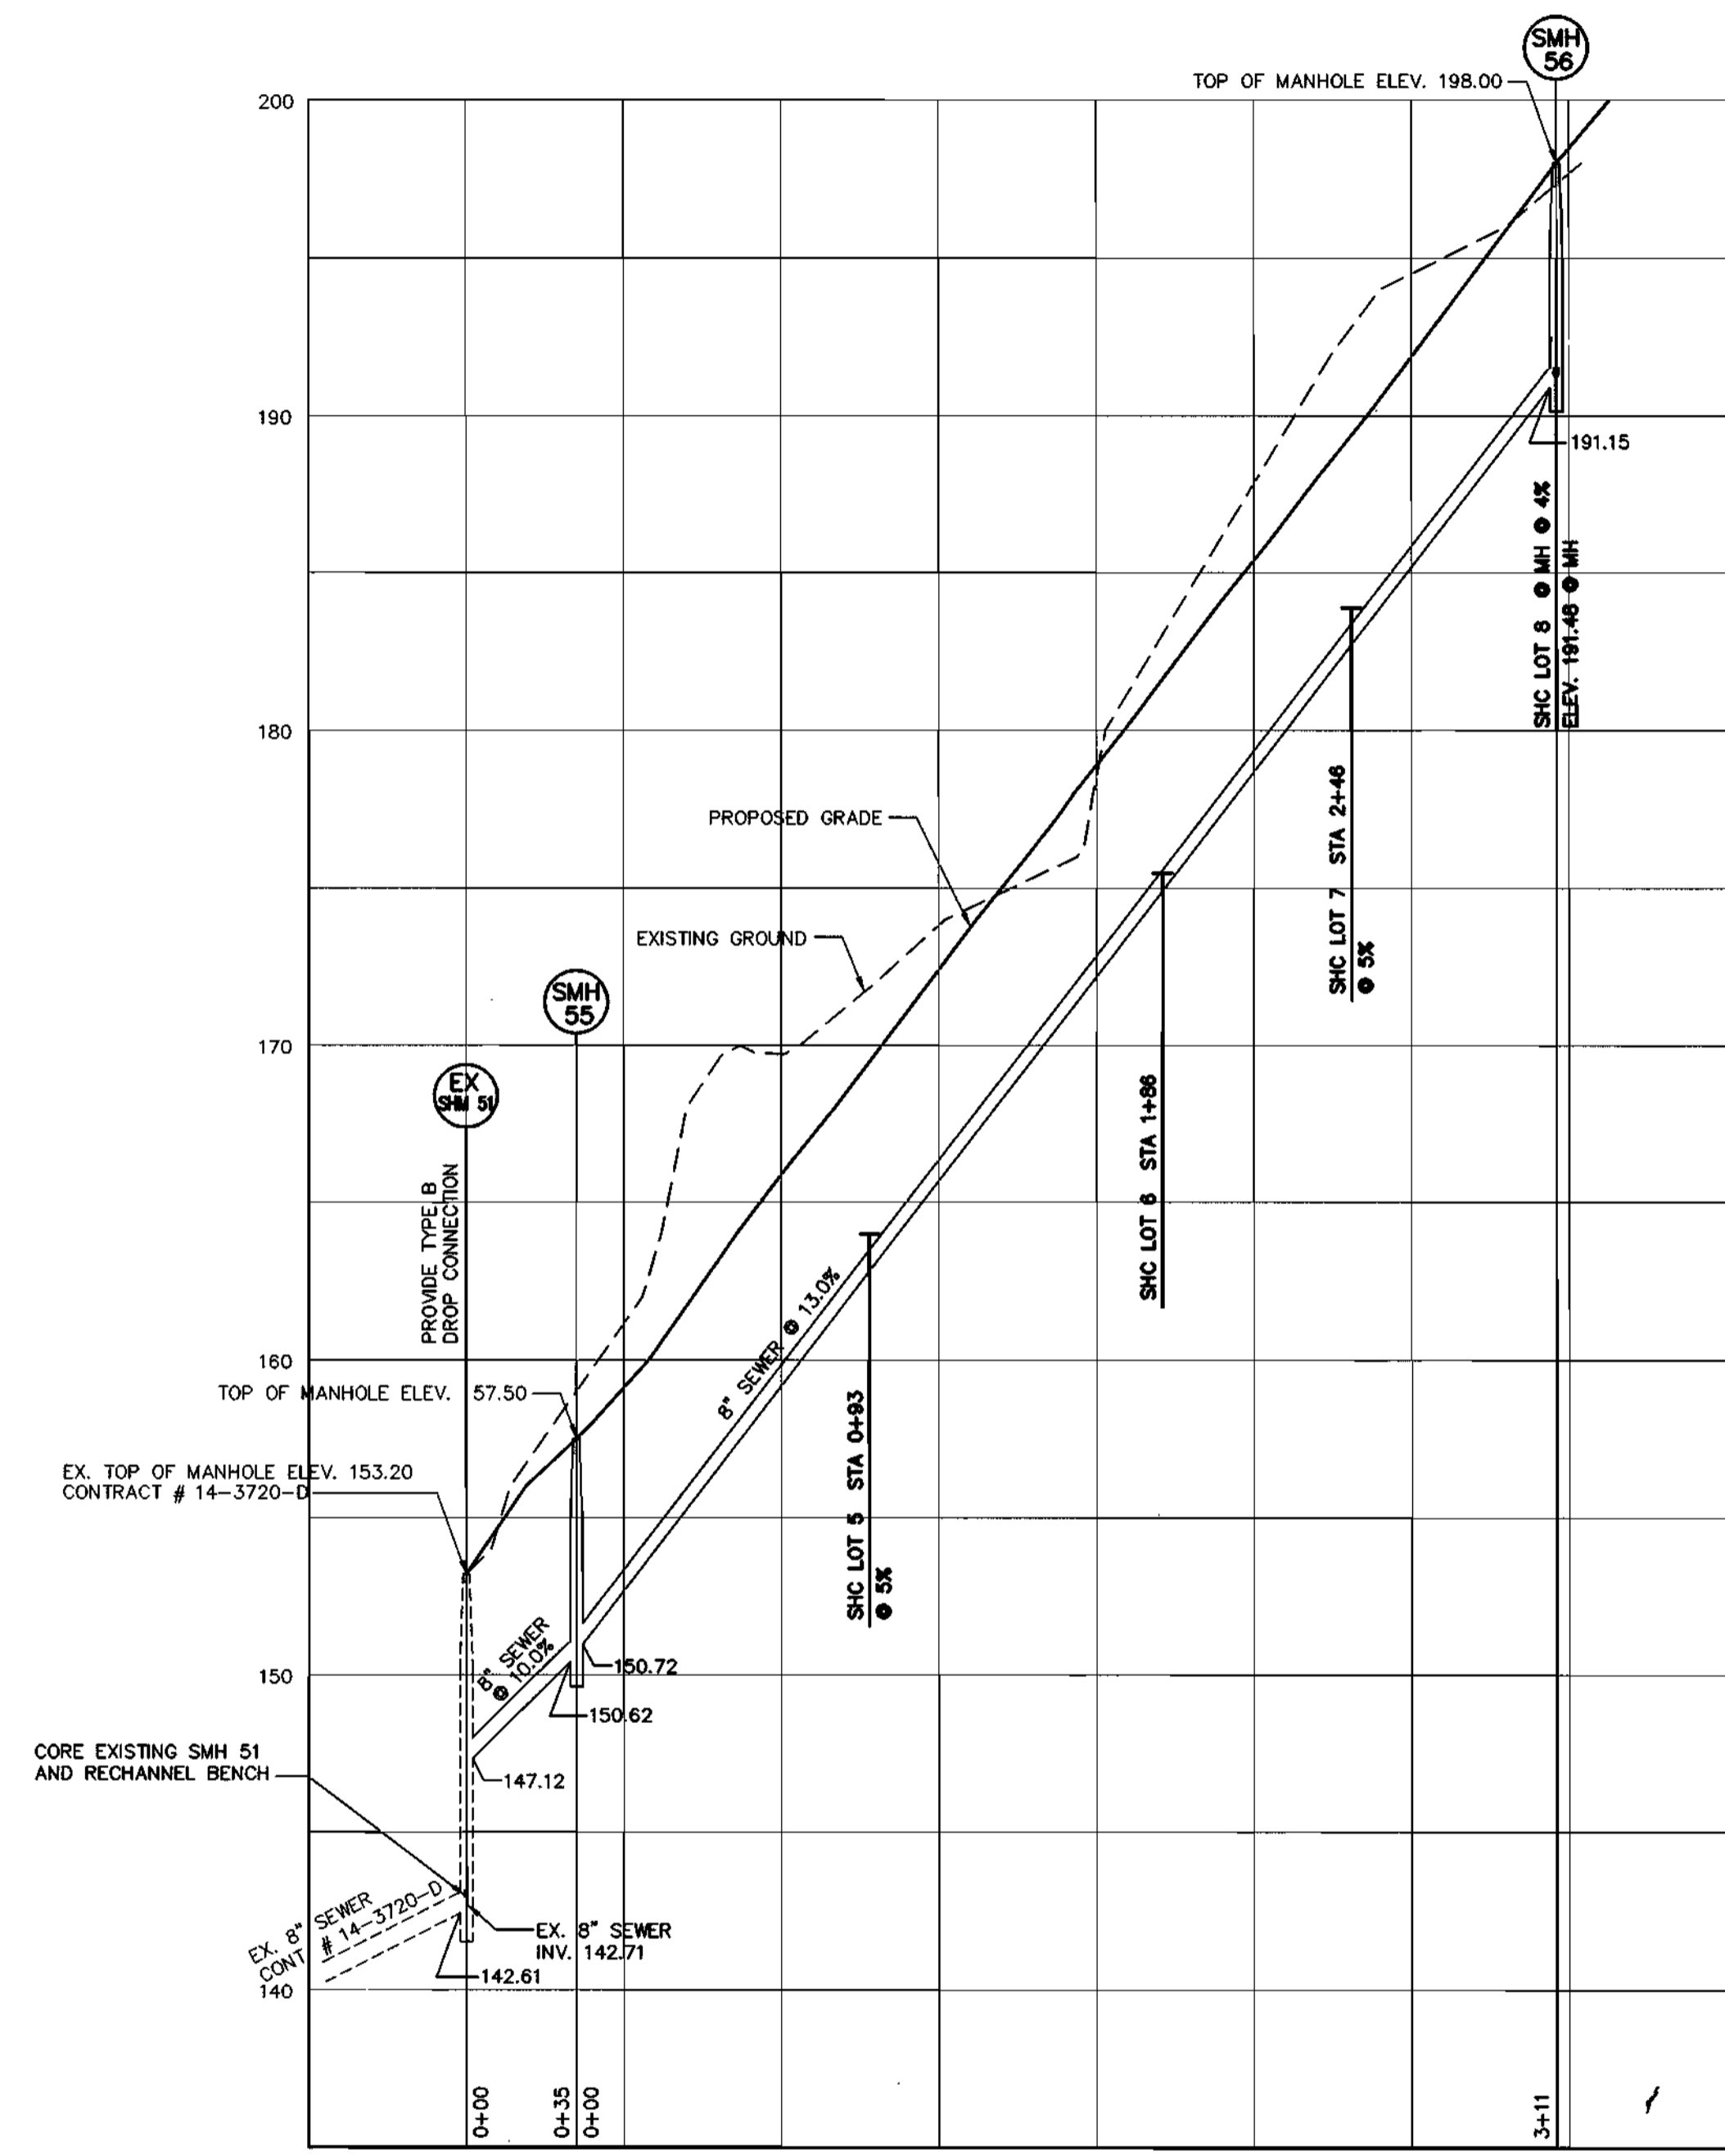 SMH
56
TOP OF MANHOLE ELEV. 198.00
200
190
191.15
SHC LOT 8 @ MH @ 4%
ELEV. 191.48 @ MH
180
SHC LOT 7 STA 2+46
@ 5%
PROPOSED GRADE
EXISTING GROUND
SMH
55
170
EX
SHM 51
SHC LOT 6 STA 1+86
PROVIDE TYPE B
DROP CONNECTION
8" SEWER @ 13.0%
160
TOP OF MANHOLE ELEV. 57.50
SHC LOT 5 STA 0+93
@ 5%
EX. TOP OF MANHOLE ELEV. 153.20
CONTRACT # 14-3720-D
8" SEWER
@ 10.0%
150.72
150
150.62
CORE EXISTING SMH 51
AND RECHANNEL BENCH
147.12
EX. 8" SEWER
CONT # 14-3720-D
EX. 8" SEWER
INV. 142.71
142.61
140
0+00
0+35
0+00
3+11